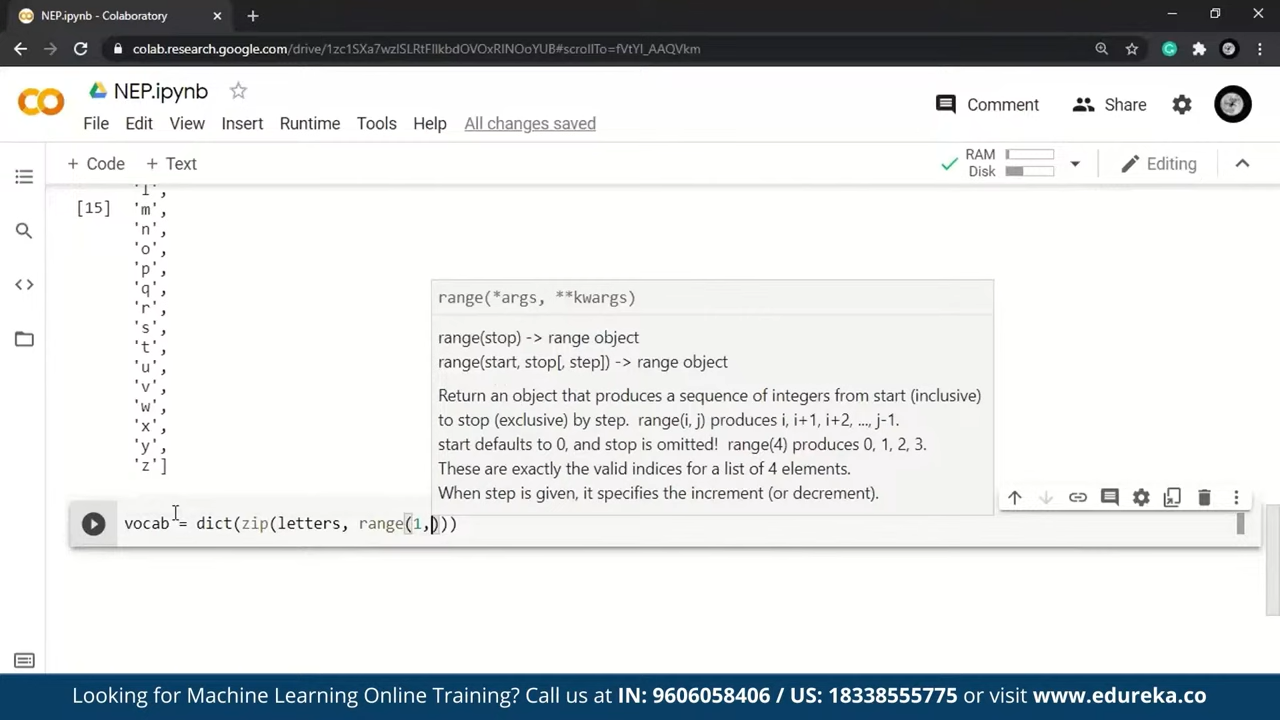 NEP.ipynb - Colaboratory
colab.research.google.com/drive/1zc1SXa7wzlSLRtFIlkbdOVOxRINOoYUB#scrollTo=fVtYl_AAQVkm
NEP.ipynb
Comment
Share
File Edit View Insert Runtime Tools Help All changes saved
+ Code + Text
RAM
Disk
Editing
'l',
[15] 'm',
'n',
'o',
'p',
'q',
'r',
's',
't',
'u',
'v',
'w',
'x',
'y',
'z']
range(*args, **kwargs)
range(stop) -> range object
range(start, stop[, step]) -> range object
Return an object that produces a sequence of integers from start (inclusive)
to stop (exclusive) by step. range(i, j) produces i, i+1, i+2, ..., j-1.
start defaults to 0, and stop is omitted! range(4) produces 0, 1, 2, 3.
These are exactly the valid indices for a list of 4 elements.
When step is given, it specifies the increment (or decrement).
vocab = dict(zip(letters, range(1,)))
Looking for Machine Learning Online Training? Call us at IN: 9606058406 / US: 18338555775 or visit www.edureka.co